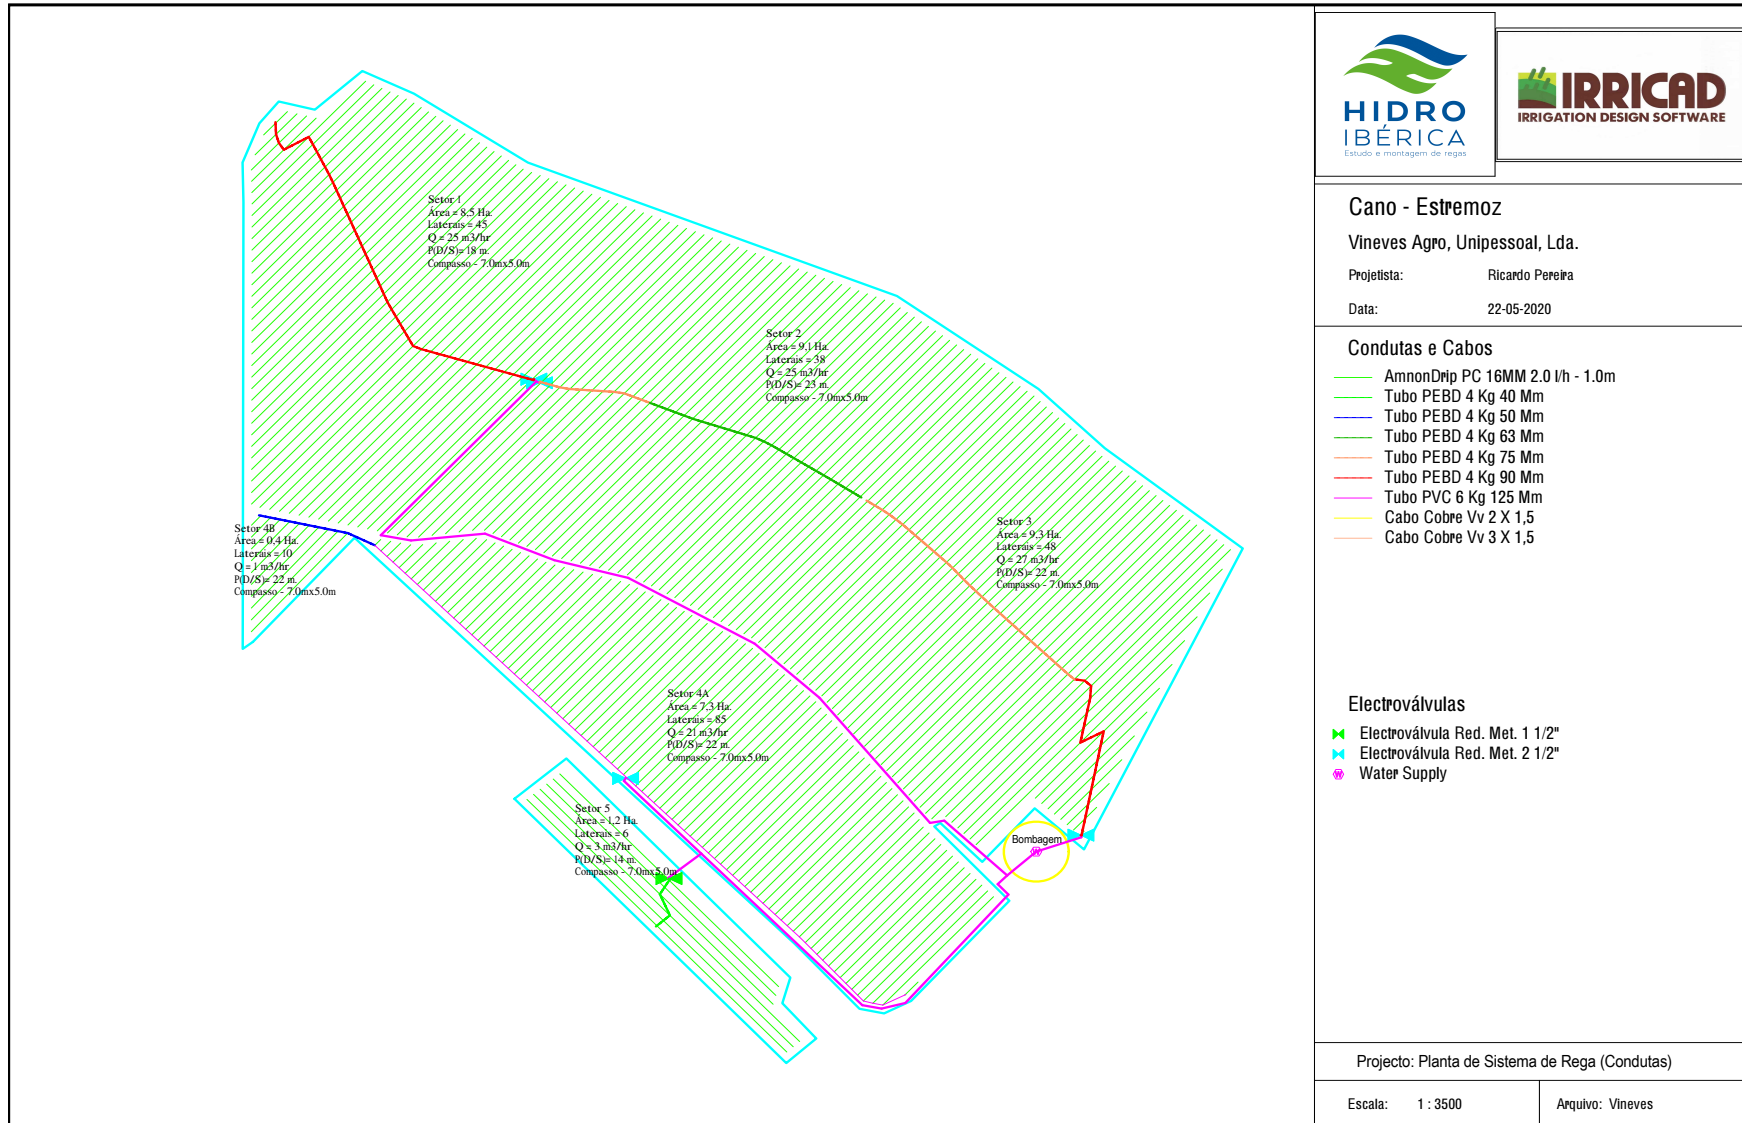 Setor 1
Área = 8,5 Ha.
Laterais = 45
Q = 25 m3/hr
P(D/S)= 18 m.
Compasso - 7.0mx5.0m
Setor 2
Área = 9,1 Ha.
Laterais = 38
Q = 25 m3/hr
P(D/S)= 23 m.
Compasso - 7.0mx5.0m
Setor 3
Área = 9,3 Ha.
Laterais = 48
Q = 27 m3/hr
P(D/S)= 22 m.
Compasso - 7.0mx5.0m
Setor 4B
Área = 0,4 Ha.
Laterais = 10
Q = 1 m3/hr
P(D/S)= 22 m.
Compasso - 7.0mx5.0m
Setor 4A
Área = 7,3 Ha.
Laterais = 85
Q = 21 m3/hr
P(D/S)= 22 m.
Compasso - 7.0mx5.0m
Setor 5
Área = 1,2 Ha.
Laterais = 6
Q = 3 m3/hr
P(D/S)= 14 m.
Compasso - 7.0mx5.0m
Bombagem
W
HIDRO
IBÉRICA
Estudo e montagem de regas
IRRICAD
IRRIGATION DESIGN SOFTWARE
Cano - Estremoz
Vineves Agro, Unipessoal, Lda.
Projetista: Ricardo Pereira
Data: 22-05-2020
Condutas e Cabos
AmnonDrip PC 16MM 2.0 l/h - 1.0m
Tubo PEBD 4 Kg 40 Mm
Tubo PEBD 4 Kg 50 Mm
Tubo PEBD 4 Kg 63 Mm
Tubo PEBD 4 Kg 75 Mm
Tubo PEBD 4 Kg 90 Mm
Tubo PVC 6 Kg 125 Mm
Cabo Cobre Vv 2 X 1,5
Cabo Cobre Vv 3 X 1,5
Electroválvulas
Electroválvula Red. Met. 1 1/2"
Electroválvula Red. Met. 2 1/2"
W Water Supply
Projecto: Planta de Sistema de Rega (Condutas)
Escala: 1 : 3500
Arquivo: Vineves